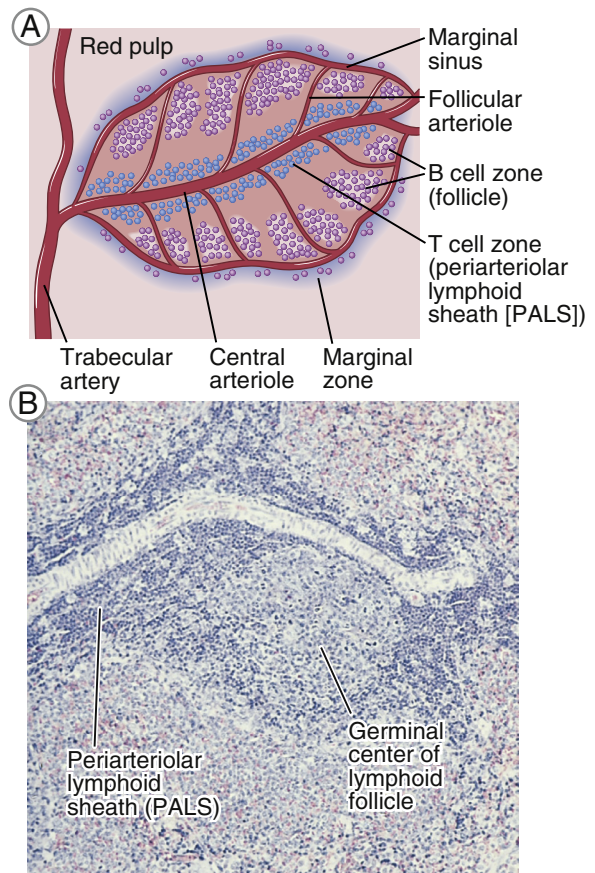 A
Red pulp
Marginal
sinus
Follicular
arteriole
B cell zone
(follicle)
T cell zone
(periarteriolar
lymphoid
sheath [PALS])
Trabecular
artery
Central
arteriole
Marginal
zone
B
Periarteriolar
lymphoid
sheath (PALS)
Germinal
center of
lymphoid
follicle